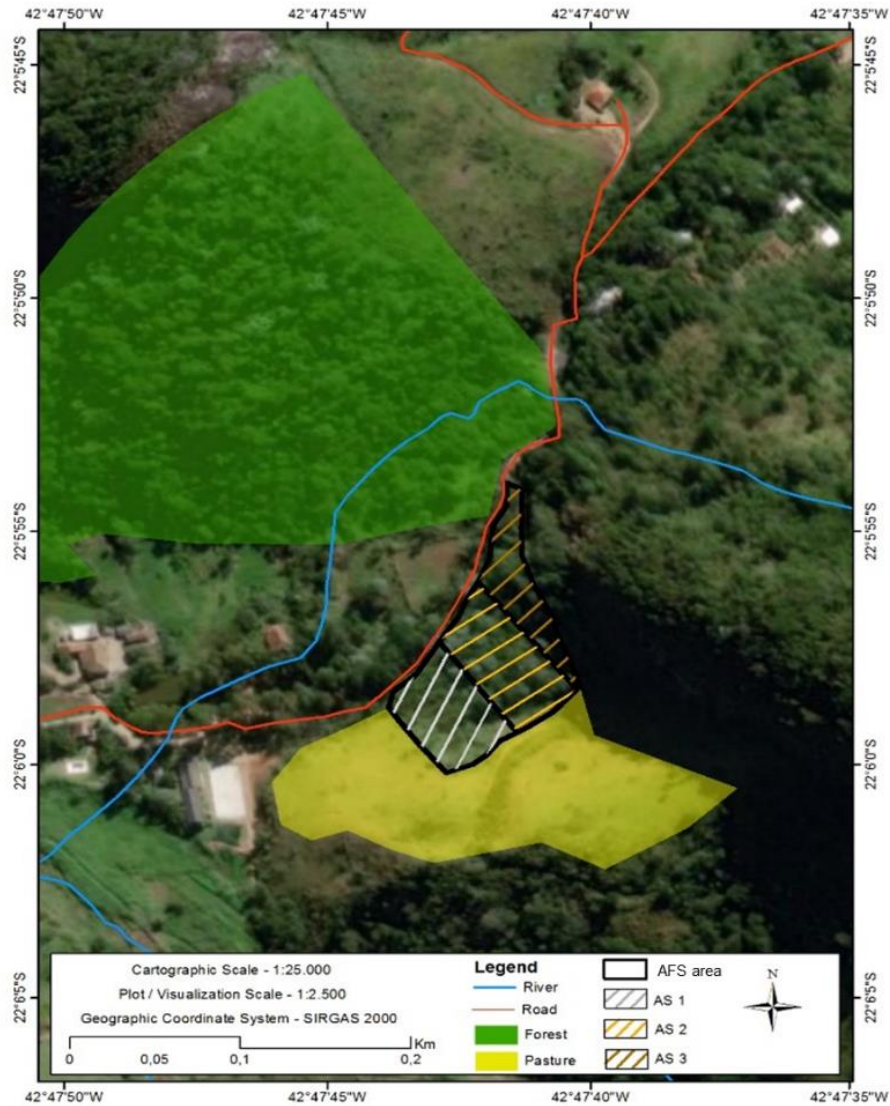 42°47'50"W 42°47'45"W 42°47'40"W 42°47'35"W
22°5'45"S 22°5'45"S
22°5'50"S 22°5'50"S
22°5'55"S 22°5'55"S
22°6'0"S 22°6'0"S
22°6'5"S 22°6'5"S
Cartographic Scale - 1:25.000
Plot / Visualization Scale - 1:2.500
Geographic Coordinate System - SIRGAS 2000
Km
0 0,05 0,1 0,2
Legend
River
Road
Forest
Pasture
AFS area
AS 1
AS 2
AS 3
N
42°47'50"W 42°47'45"W 42°47'40"W 42°47'35"W